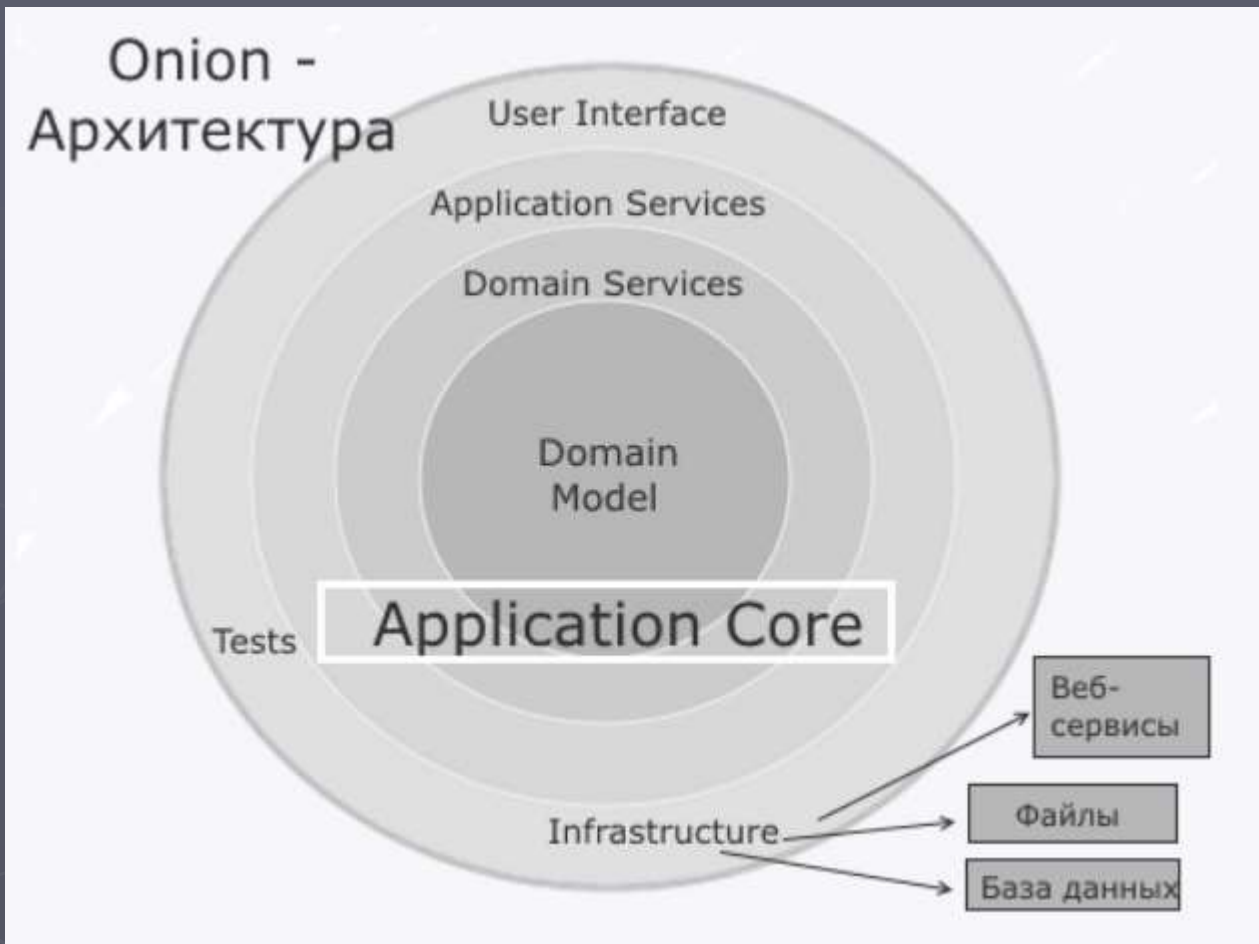 Onion -
Архитектура
User Interface
Application Services
Domain Services
Domain
Model
Application Core
Tests
Infrastructure
Веб-
сервисы
Файлы
База данных